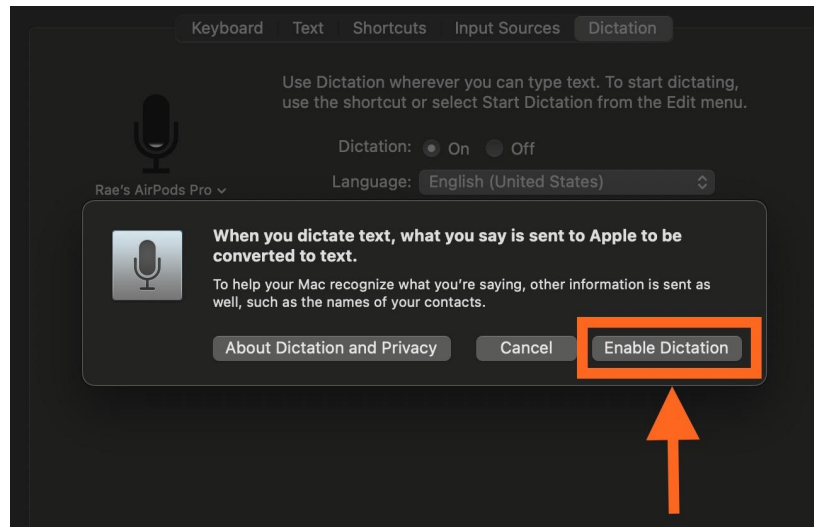 Keyboard Text Shortcuts Input Sources Dictation
Use Dictation wherever you can type text. To start dictating,
use the shortcut or select Start Dictation from the Edit menu.
Dictation: On Off
Rae's AirPods Pro
Language: English (United States)
When you dictate text, what you say is sent to Apple to be
converted to text.
To help your Mac recognize what you're saying, other information is sent as
well, such as the names of your contacts.
About Dictation and Privacy Cancel Enable Dictation